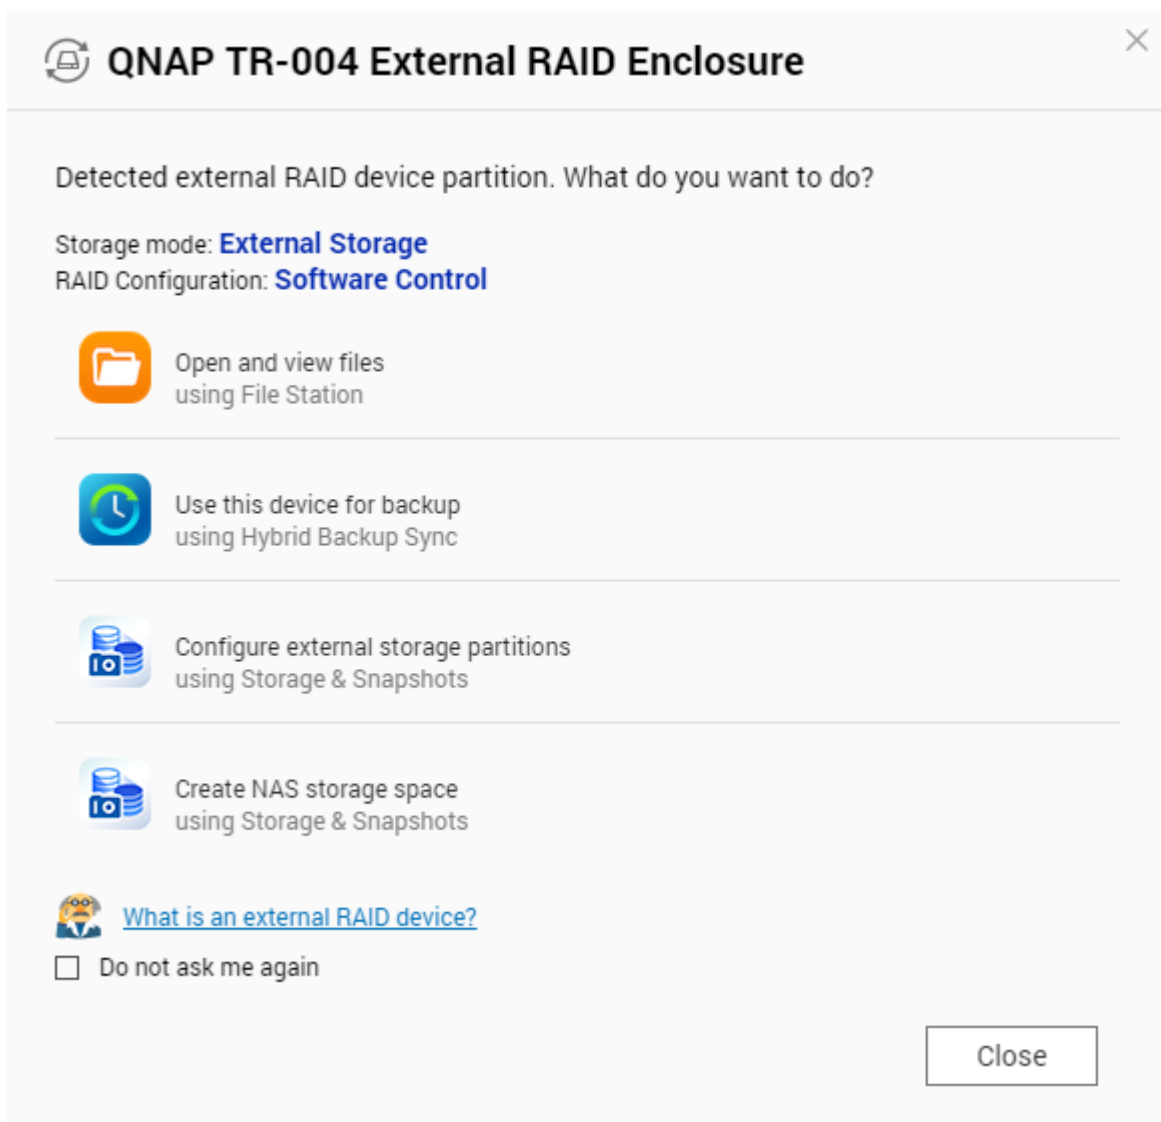 QNAP TR-004 External RAID Enclosure
Detected external RAID device partition. What do you want to do?
Storage mode: External Storage
RAID Configuration: Software Control
Open and view files
using File Station
Use this device for backup
using Hybrid Backup Sync
Configure external storage partitions
using Storage & Snapshots
Create NAS storage space
using Storage & Snapshots
What is an external RAID device?
Do not ask me again
Close